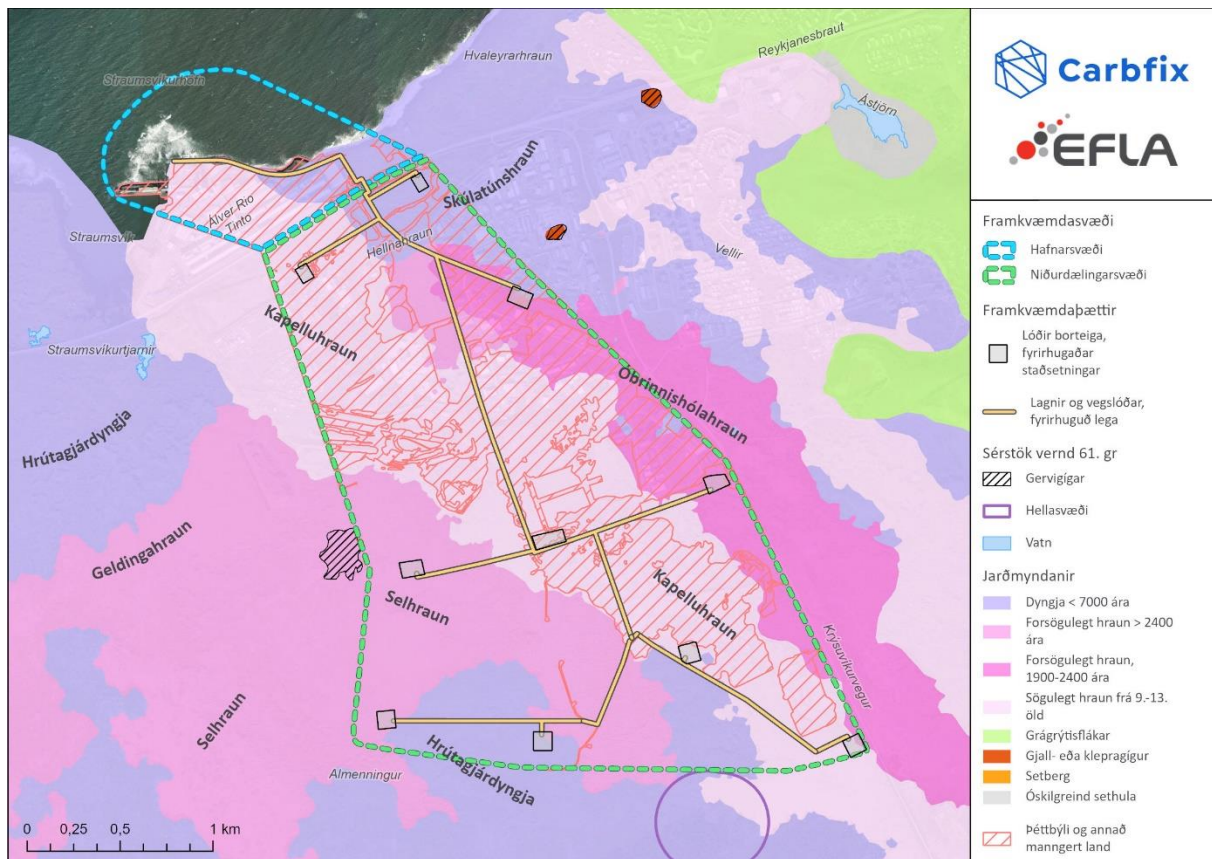 Straumsvíkurhöfn
Hvaleyrarhraun
Reykjanesbraut
Ástjörn
Skúlatúnshraun
Álver-Rio
Tinto
Straumsvík
Hellnahraun
Vellir
Kapelluhraun
Straumsvíkurtjarnir
Óbrinnishólahraun
Hrútagjárdyngja
Geldingahraun
Selhraun
Kapelluhraun
Krýsuvíkurvegur
Selhraun
Hrútagjárdyngja
Almenningur
0 0,25 0,5 1 km
Carbfix
EFLA
Framkvæmdasvæði
Hafnarsvæði
Niðurdælingarsvæði
Framkvæmdaþættir
Lóðir borteiga,
fyrirhugaðar
staðsetningar
Lagnir og vegslóðar,
fyrirhuguð lega
Sérstök vernd 61. gr
Gervigígar
Hellasvæði
Vatn
Jarðmyndanir
Dyngja < 7000 ára
Forsögulegt hraun > 2400
ára
Forsögulegt hraun,
1900-2400 ára
Sögulegt hraun frá 9.-13.
öld
Grágrýtisflákar
Gjall- eða klepragígur
Setberg
Óskilgreind sethula
Þéttbýli og annað
manngert land